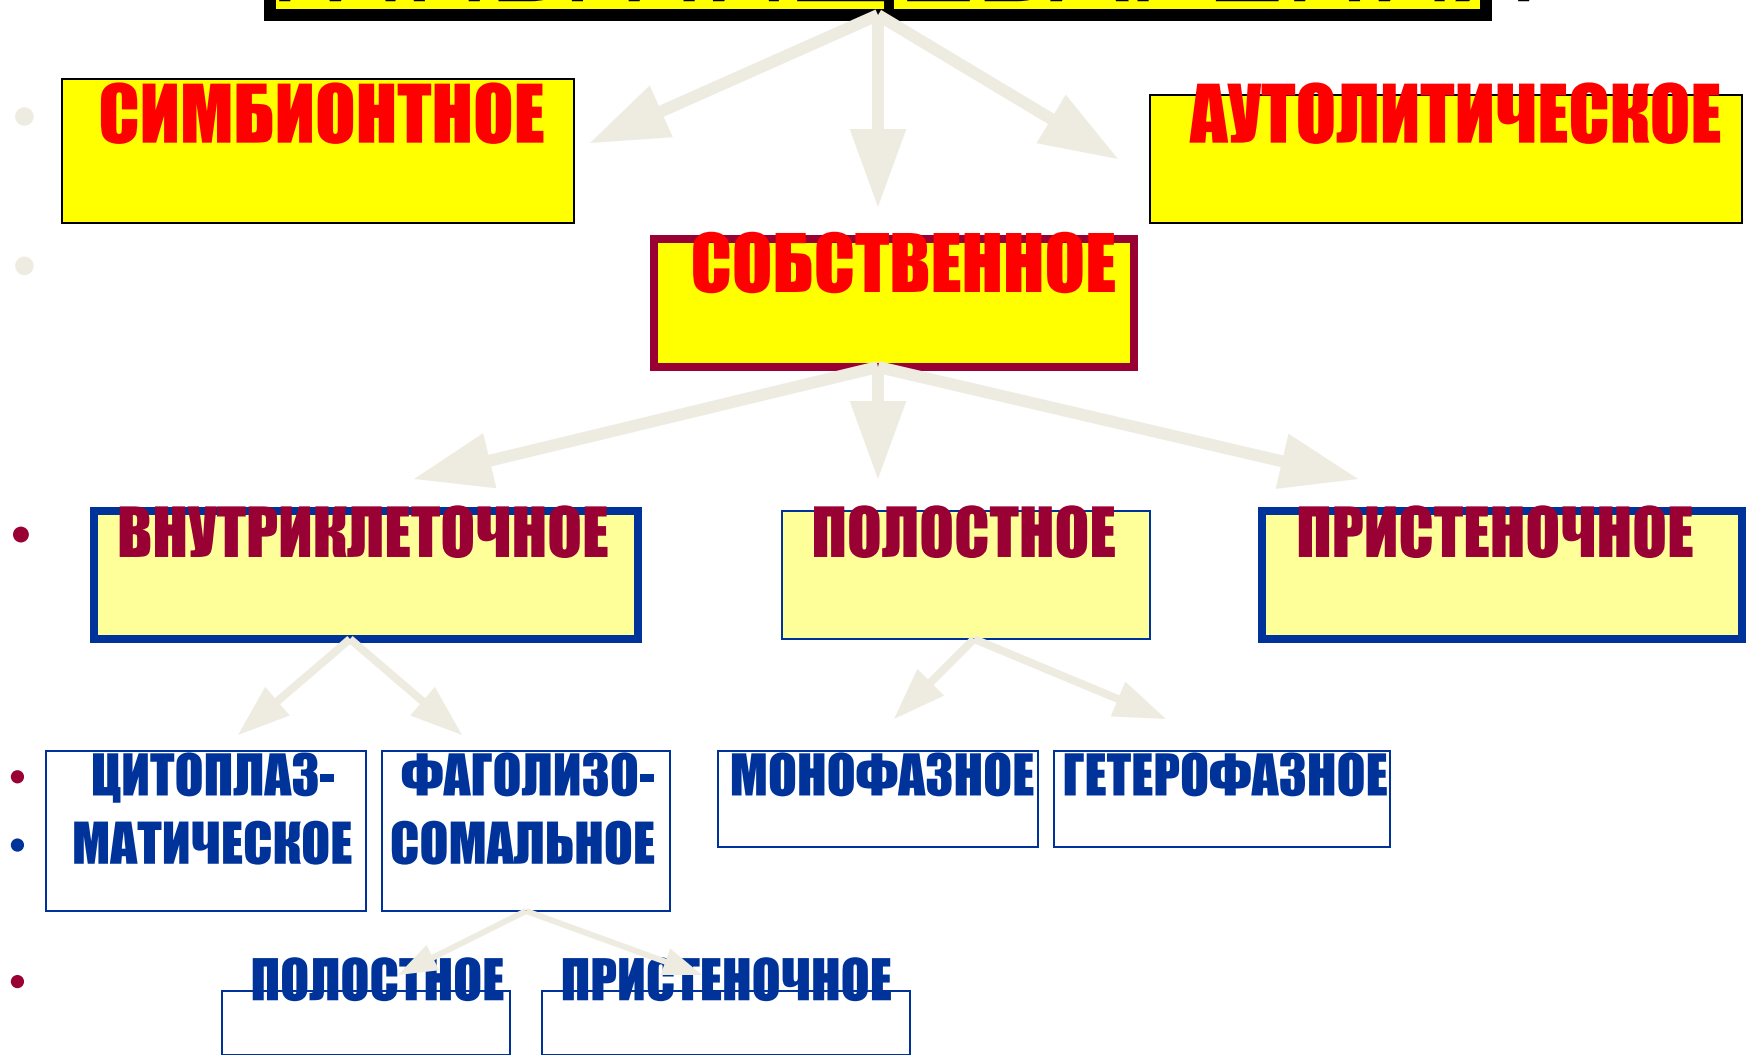 СИМБИОНТНОЕ
АУТОЛИТИЧЕСКОЕ
СОБСТВЕННОЕ
ВНУТРИКЛЕТОЧНОЕ ПОЛОСТНОЕ ПРИСТЕНОЧНОЕ
ЦИТОПЛАЗ- ФАГОЛИЗО- МОНОФАЗНОЕ ГЕТЕРОФАЗНОЕ
МАТИЧЕСКОЕ СОМАЛЬНОЕ
ПОЛОСТНОЕ ПРИСТЕНОЧНОЕ